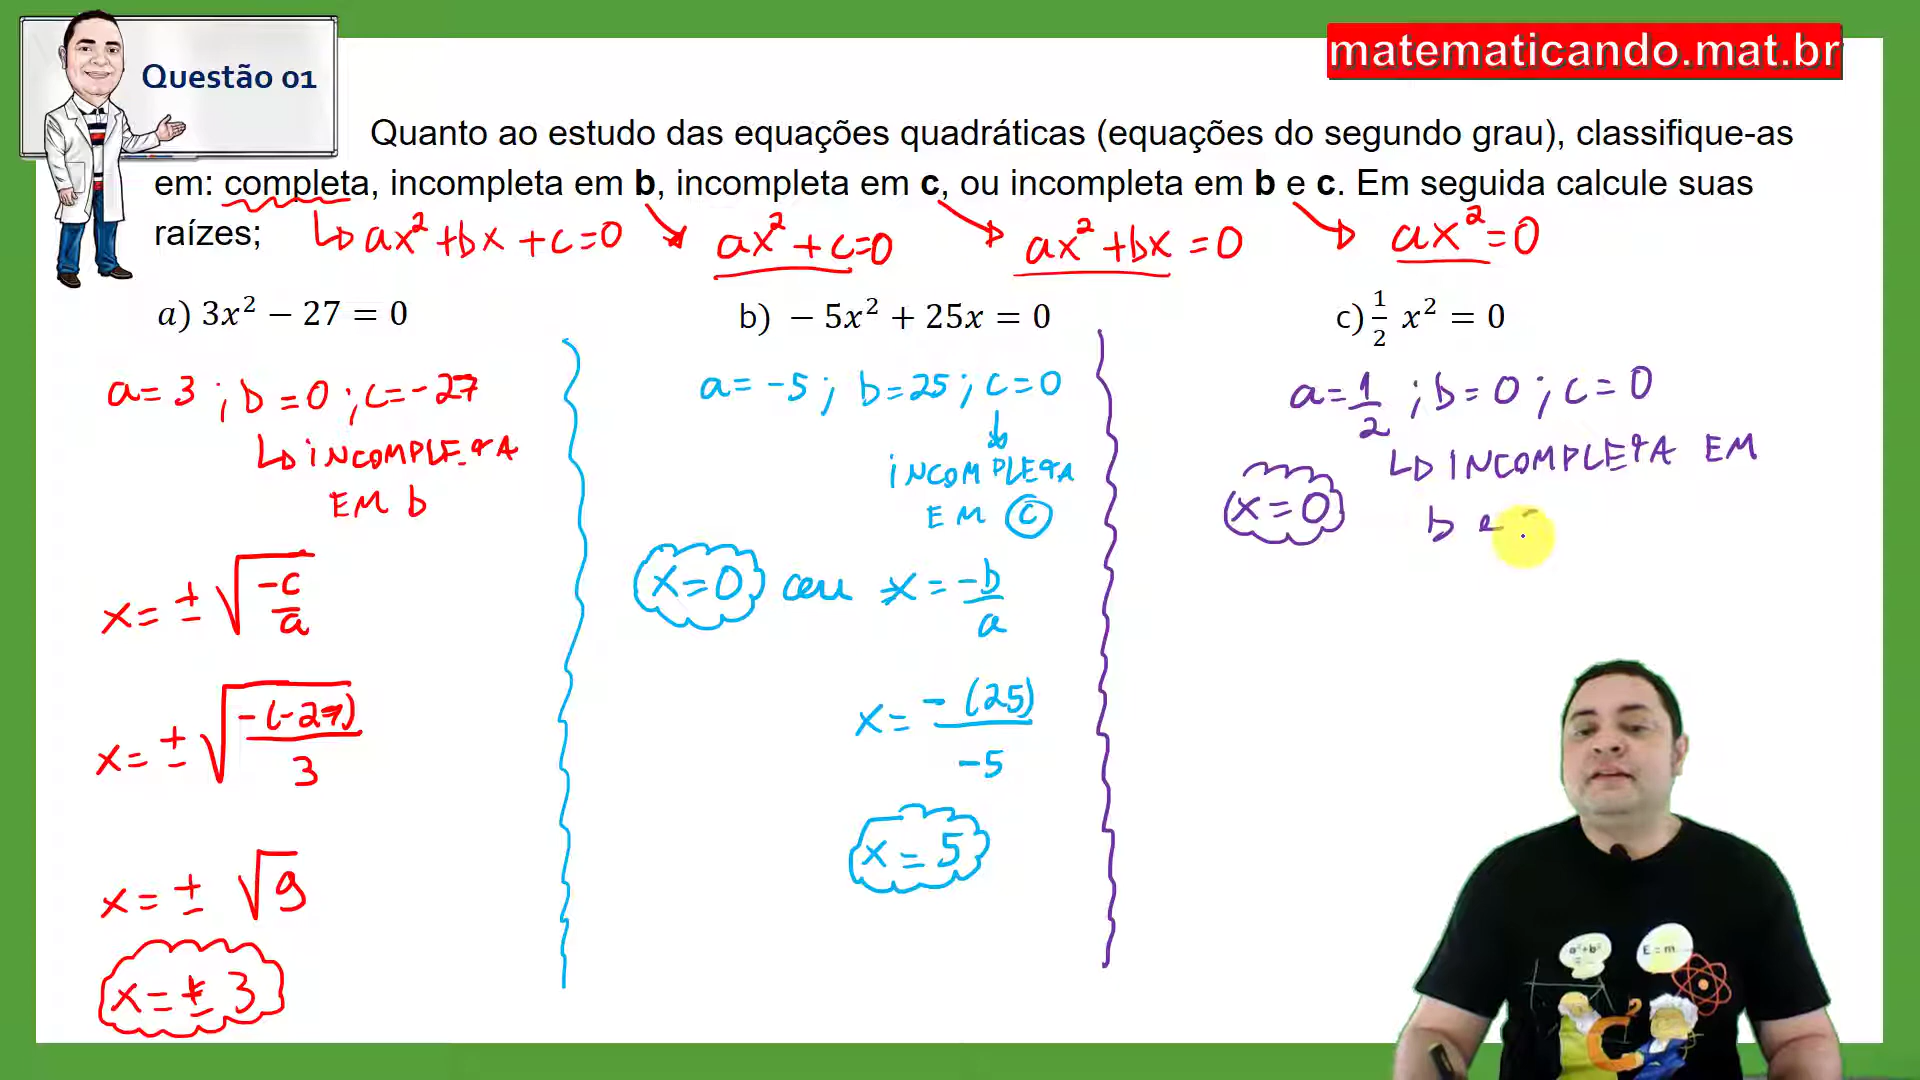 matematicando.mat.br
Questão 01
Quanto ao estudo das equações quadráticas (equações do segundo grau), classifique-as
em: completa, incompleta em b, incompleta em c, ou incompleta em b e c. Em seguida calcule suas
raízes;
ax²+bx+c=0
ax²+c=0
ax²+bx=0
ax²=0
a) 3x² − 27 = 0
a=3 ; b=0 ; c=-27
INCOMPLETA
EM b
x=±√(-c/a)
x=±√(-(-27)/3)
x=±√9
x=±3
b) − 5x² + 25x = 0
a=-5 ; b=25 ; c=0
INCOMPLETA
EM C
x=0 ou x=-b/a
x=-(25)/-5
x=5
c) 1/2 x² = 0
a=1/2 ; b=0 ; c=0
INCOMPLETA EM
b e
x=0
a²+b²
E=m